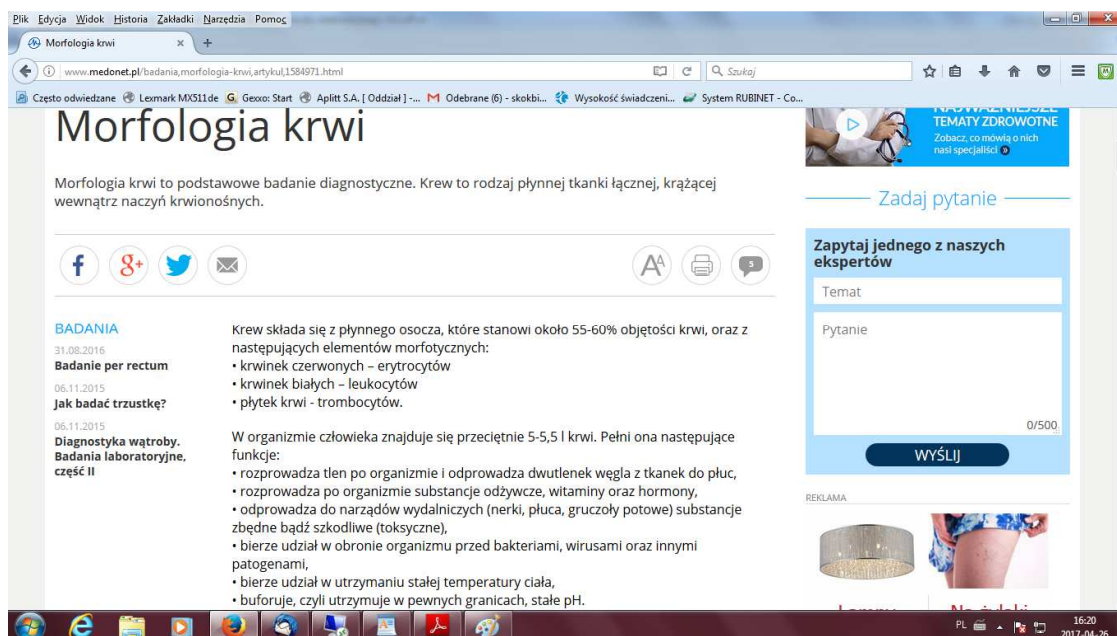 Plik Edycja Widok Historia Zakładki Narzędzia Pomoc
Morfologia krwi
www.medonet.pl/badania,morfologia-krwi,artykul,1584971.html
Szukaj
Często odwiedzane Lexmark MX511de Gexxo: Start Aplitt S.A. [ Oddział ] -... Odebrane (6) - skokbi... Wysokość świadczeni... System RUBINET - Co...
Morfologia krwi
Morfologia krwi to podstawowe badanie diagnostyczne. Krew to rodzaj płynnej tkanki łącznej, krążącej
wewnątrz naczyń krwionośnych.
5
BADANIA
31.08.2016
Badanie per rectum
06.11.2015
Jak badać trzustkę?
06.11.2015
Diagnostyka wątroby.
Badania laboratoryjne,
część II
Krew składa się z płynnego osocza, które stanowi około 55-60% objętości krwi, oraz z
następujących elementów morfotycznych:
• krwinek czerwonych – erytrocytów
• krwinek białych – leukocytów
• płytek krwi - trombocytów.
W organizmie człowieka znajduje się przeciętnie 5-5,5 l krwi. Pełni ona następujące
funkcje:
• rozprowadza tlen po organizmie i odprowadza dwutlenek węgla z tkanek do płuc,
• rozprowadza po organizmie substancje odżywcze, witaminy oraz hormony,
• odprowadza do narządów wydalniczych (nerki, płuca, gruczoły potowe) substancje
zbędne bądź szkodliwe (toksyczne),
• bierze udział w obronie organizmu przed bakteriami, wirusami oraz innymi
patogenami,
• bierze udział w utrzymaniu stałej temperatury ciała,
• buforuje, czyli utrzymuje w pewnych granicach, stałe pH.
NAJWAŻNIEJSZE
TEMATY ZDROWOTNE
Zobacz, co mówią o nich
nasi specjaliści
Zadaj pytanie
Zapytaj jednego z naszych
ekspertów
Temat
Pytanie
0/500
WYŚLIJ
REKLAMA
Lampy
Na żylaki
PL
16:20
2017-04-26